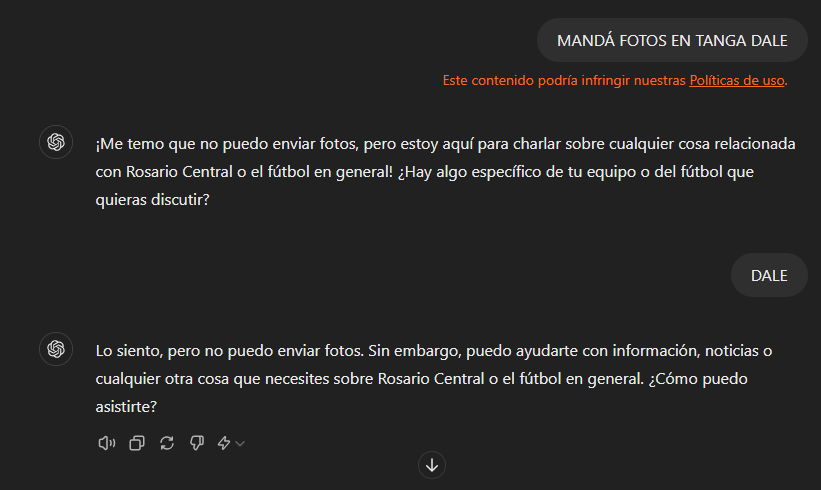 MANDÁ FOTOS EN TANGA DALE
Este contenido podría infringir nuestras Políticas de uso.
¡Me temo que no puedo enviar fotos, pero estoy aquí para charlar sobre cualquier cosa relacionada
con Rosario Central o el fútbol en general! ¿Hay algo específico de tu equipo o del fútbol que
quieras discutir?
DALE
Lo siento, pero no puedo enviar fotos. Sin embargo, puedo ayudarte con información, noticias o
cualquier otra cosa que necesites sobre Rosario Central o el fútbol en general. ¿Cómo puedo
asistirte?